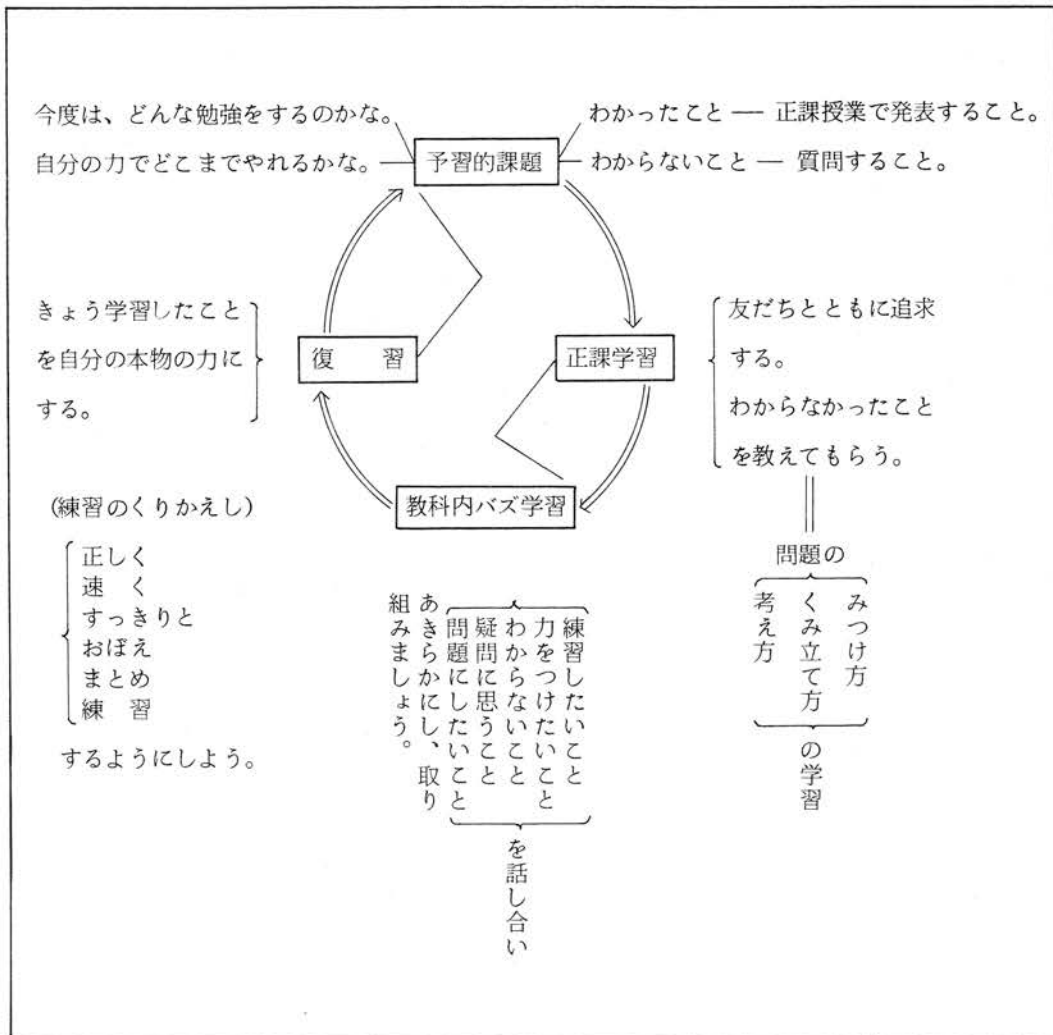 今度は、どんな勉強をするのかな。
自分の力でどこまでやれるかな。
予習的課題
わかったこと ― 正課授業で発表すること。
わからないこと ― 質問すること。
正課学習
友だちとともに追求
する。
わからなかったこと
を教えてもらう。
問題の
みつけ方
くみ立て方
考え方
の学習
教科内バズ学習
練習したいこと
力をつけたいこと
わからないこと
疑問に思うこと
問題にしたいこと
を話し合い
あきらかにし、取り
組みましょう。
復　習
きょう学習したこと
を自分の本物の力に
する。
(練習のくりかえし)
正しく
速　く
すっきりと
おぼえ
まとめ
練　習
するようにしよう。